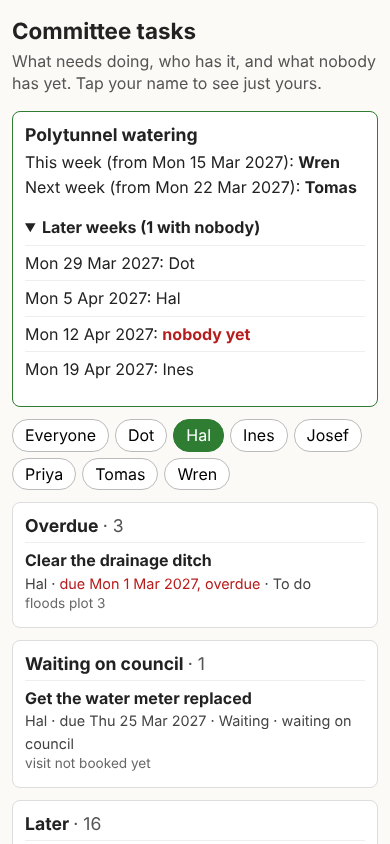 Committee tasks
What needs doing, who has it, and what nobody
has yet. Tap your name to see just yours.
Polytunnel watering
This week (from Mon 15 Mar 2027): Wren
Next week (from Mon 22 Mar 2027): Tomas
▼ Later weeks (1 with nobody)
Mon 29 Mar 2027: Dot
Mon 5 Apr 2027: Hal
Mon 12 Apr 2027: nobody yet
Mon 19 Apr 2027: Ines
Everyone Dot Hal Ines Josef
Priya Tomas Wren
Overdue · 3
Clear the drainage ditch
Hal · due Mon 1 Mar 2027, overdue · To do
floods plot 3
Waiting on council · 1
Get the water meter replaced
Hal · due Thu 25 Mar 2027 · Waiting · waiting on
council
visit not booked yet
Later · 16